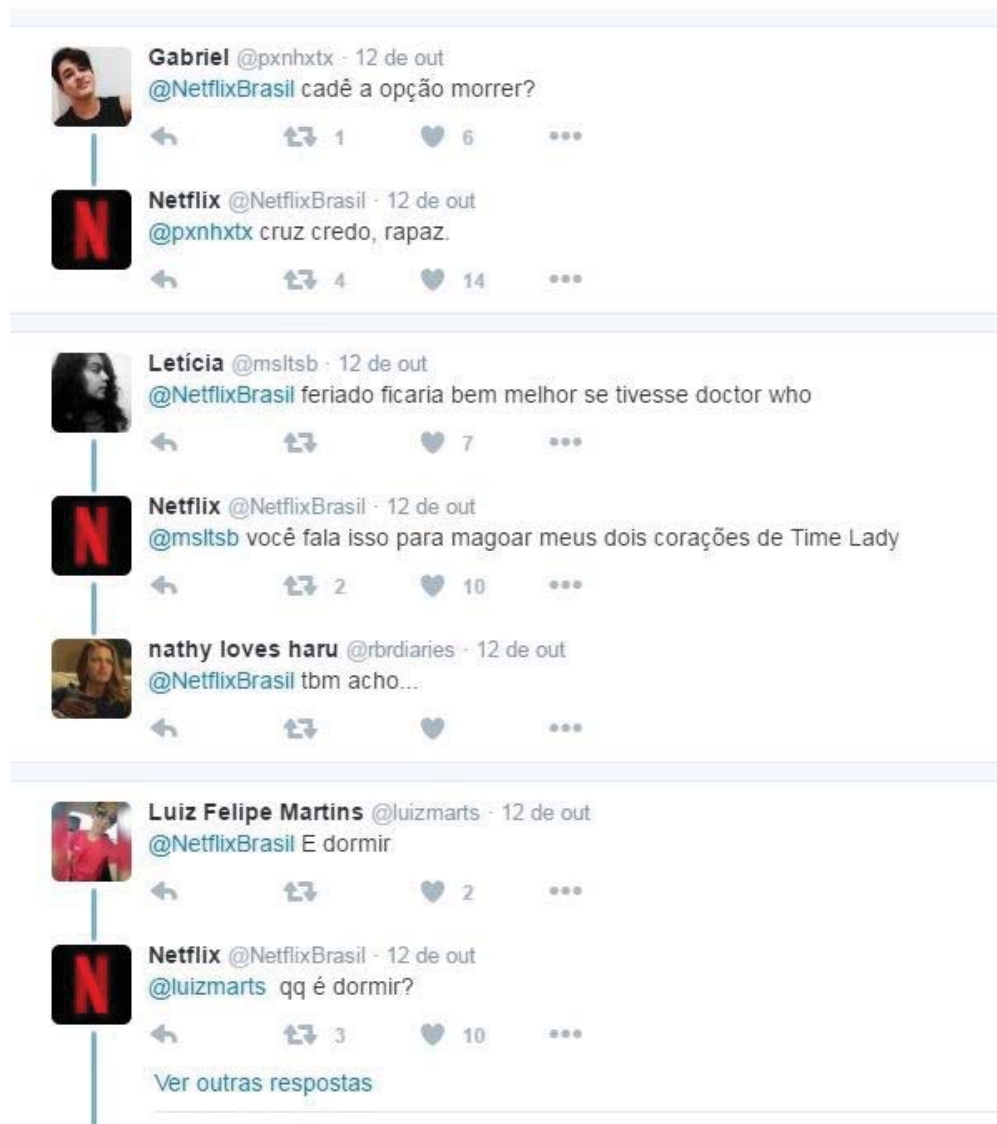 Gabriel @pxnhxtx · 12 de out
@NetflixBrasil cadê a opção morrer?
1 6
N
Netflix @NetflixBrasil · 12 de out
@pxnhxtx cruz credo, rapaz.
4 14
Letícia @msltsb · 12 de out
@NetflixBrasil feriado ficaria bem melhor se tivesse doctor who
7
N
Netflix @NetflixBrasil · 12 de out
@msltsb você fala isso para magoar meus dois corações de Time Lady
2 10
nathy loves haru @rbrdiaries · 12 de out
@NetflixBrasil tbm acho...
Luiz Felipe Martins @luizmarts · 12 de out
@NetflixBrasil E dormir
2
N
Netflix @NetflixBrasil · 12 de out
@luizmarts qq é dormir?
3 10
Ver outras respostas